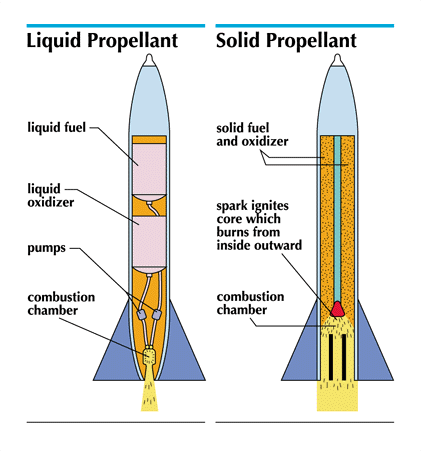 Liquid Propellant
liquid fuel
liquid
oxidizer
pumps
combustion
chamber
Solid Propellant
solid fuel
and oxidizer
spark ignites
core which
burns from
inside outward
combustion
chamber